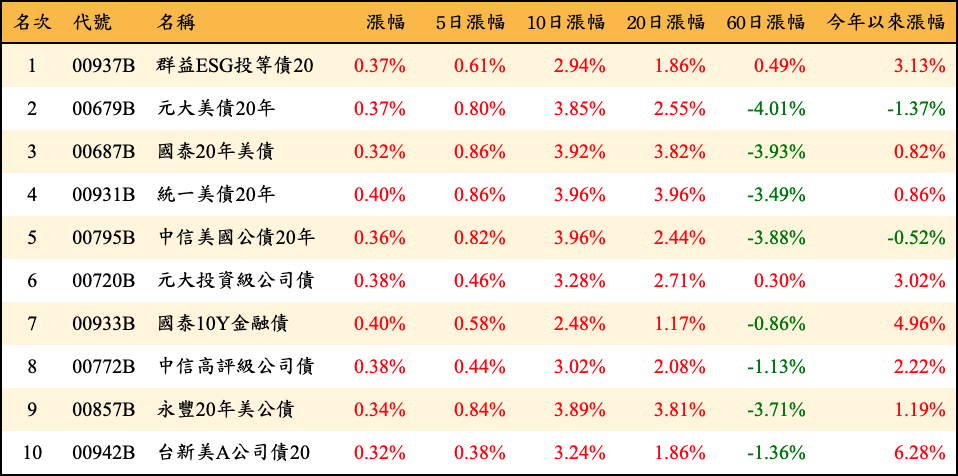 名次 代號 名稱 漲幅 5日漲幅 10日漲幅 20日漲幅 60日漲幅 今年以來漲幅
1 00937B 群益ESG投等債20 0.37% 0.61% 2.94% 1.86% 0.49% 3.13%
2 00679B 元大美債20年 0.37% 0.80% 3.85% 2.55% -4.01% -1.37%
3 00687B 國泰20年美債 0.32% 0.86% 3.92% 3.82% -3.93% 0.82%
4 00931B 統一美債20年 0.40% 0.86% 3.96% 3.96% -3.49% 0.86%
5 00795B 中信美國公債20年 0.36% 0.82% 3.96% 2.44% -3.88% -0.52%
6 00720B 元大投資級公司債 0.38% 0.46% 3.28% 2.71% 0.30% 3.02%
7 00933B 國泰10Y金融債 0.40% 0.58% 2.48% 1.17% -0.86% 4.96%
8 00772B 中信高評級公司債 0.38% 0.44% 3.02% 2.08% -1.13% 2.22%
9 00857B 永豐20年美公債 0.34% 0.84% 3.89% 3.81% -3.71% 1.19%
10 00942B 台新美A公司債20 0.32% 0.38% 3.24% 1.86% -1.36% 6.28%